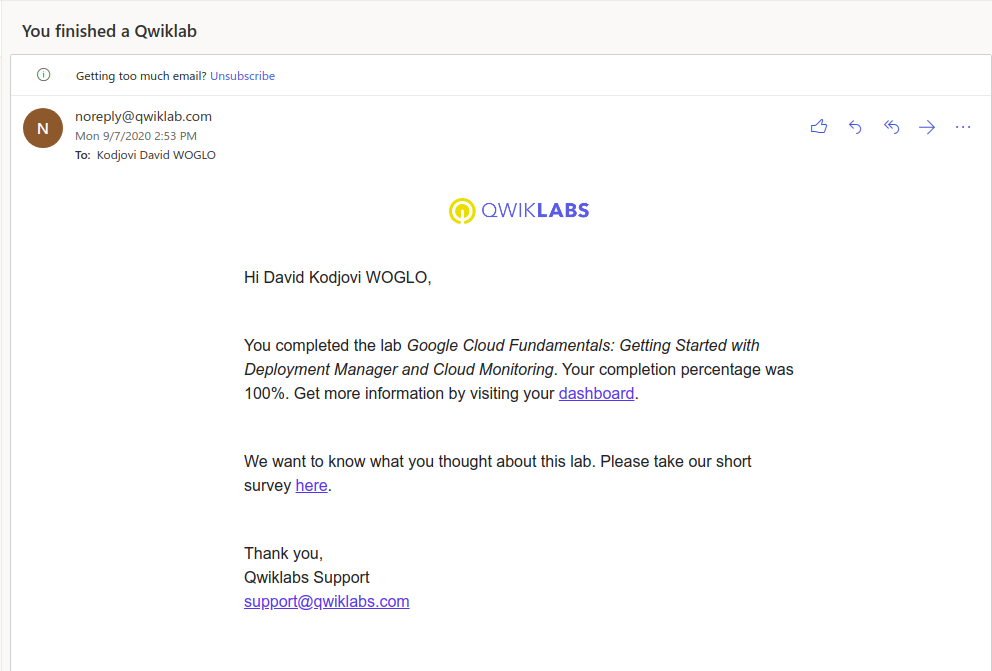 You finished a Qwiklab
Getting too much email? Unsubscribe
N
noreply@qwiklab.com
Mon 9/7/2020 2:53 PM
To: Kodjovi David WOGLO
QWIKLABS
Hi David Kodjovi WOGLO,
You completed the lab Google Cloud Fundamentals: Getting Started with
Deployment Manager and Cloud Monitoring. Your completion percentage was
100%. Get more information by visiting your dashboard.
We want to know what you thought about this lab. Please take our short
survey here.
Thank you,
Qwiklabs Support
support@qwiklabs.com